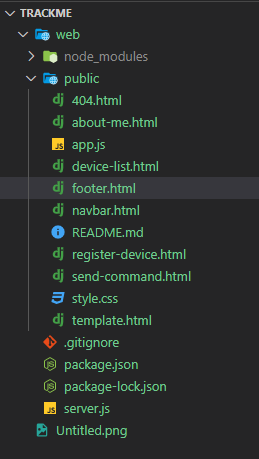 TRACKME
web
node_modules
public
dj 404.html
dj about-me.html
JS app.js
dj device-list.html
dj footer.html
dj navbar.html
README.md
dj register-device.html
dj send-command.html
style.css
dj template.html
.gitignore
package.json
package-lock.json
JS server.js
Untitled.png